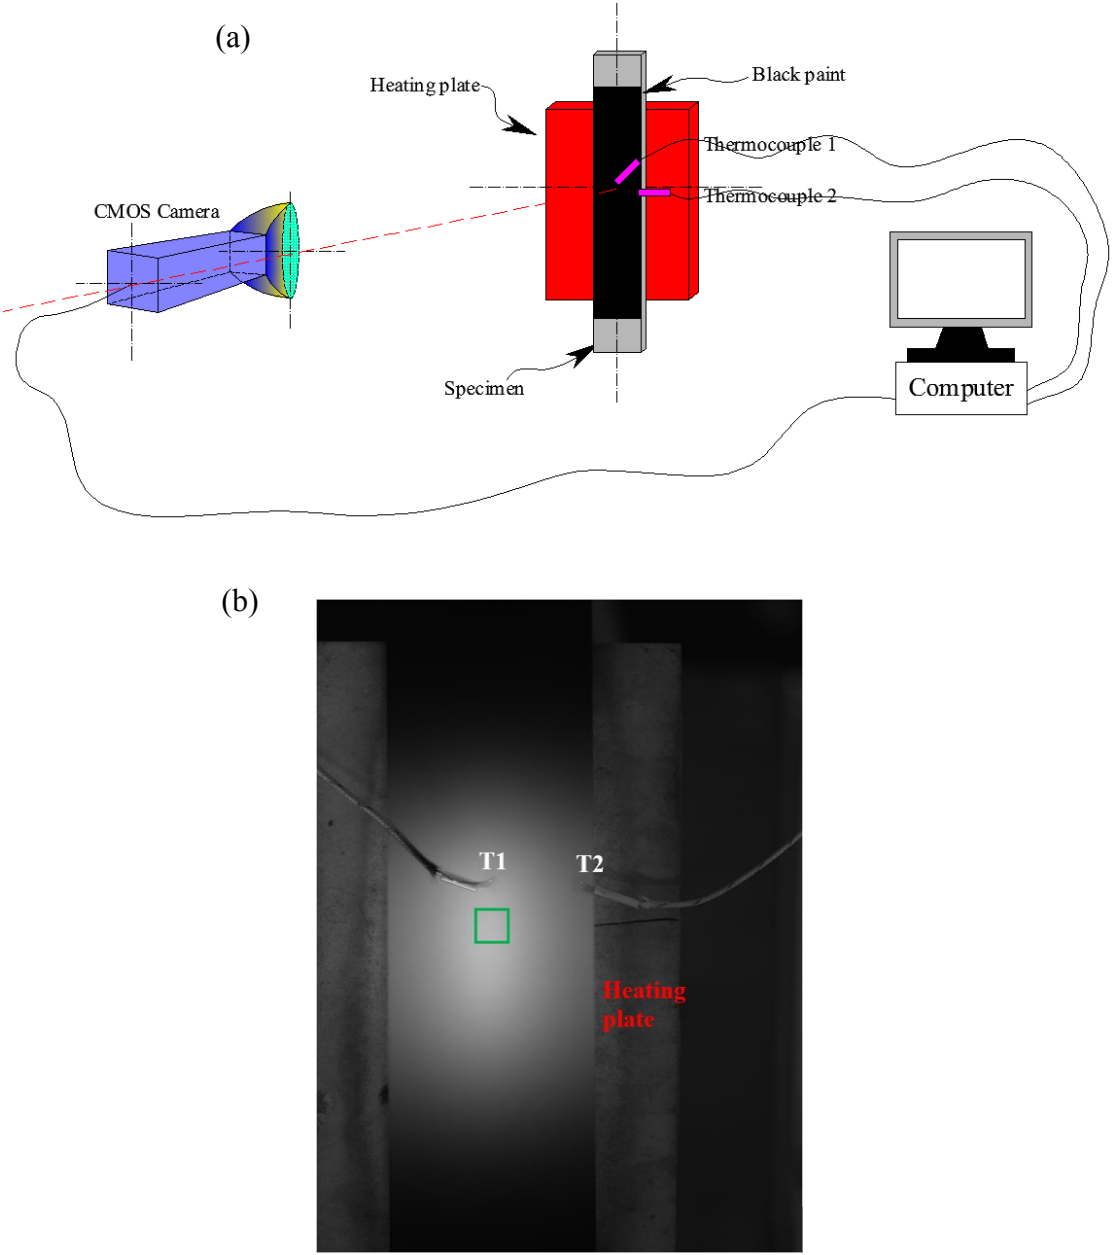 (a)
Heating plate
Black paint
Thermocouple 1
Thermocouple 2
CMOS Camera
Specimen
Computer
(b)
T1
T2
Heating
plate